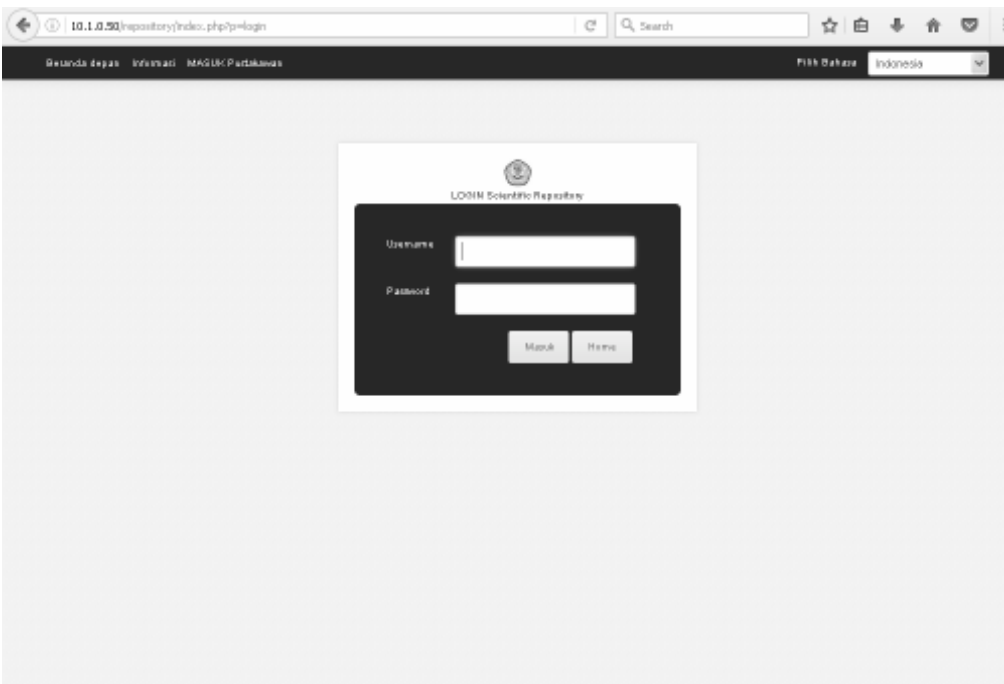 10.1.0.50/repository/index.php?p=login
Search
Beranda depan Informasi MASUK Pustakawan
Pilih Bahasa Indonesia
LOGIN Scientific Repository
Username
Password
Masuk Home